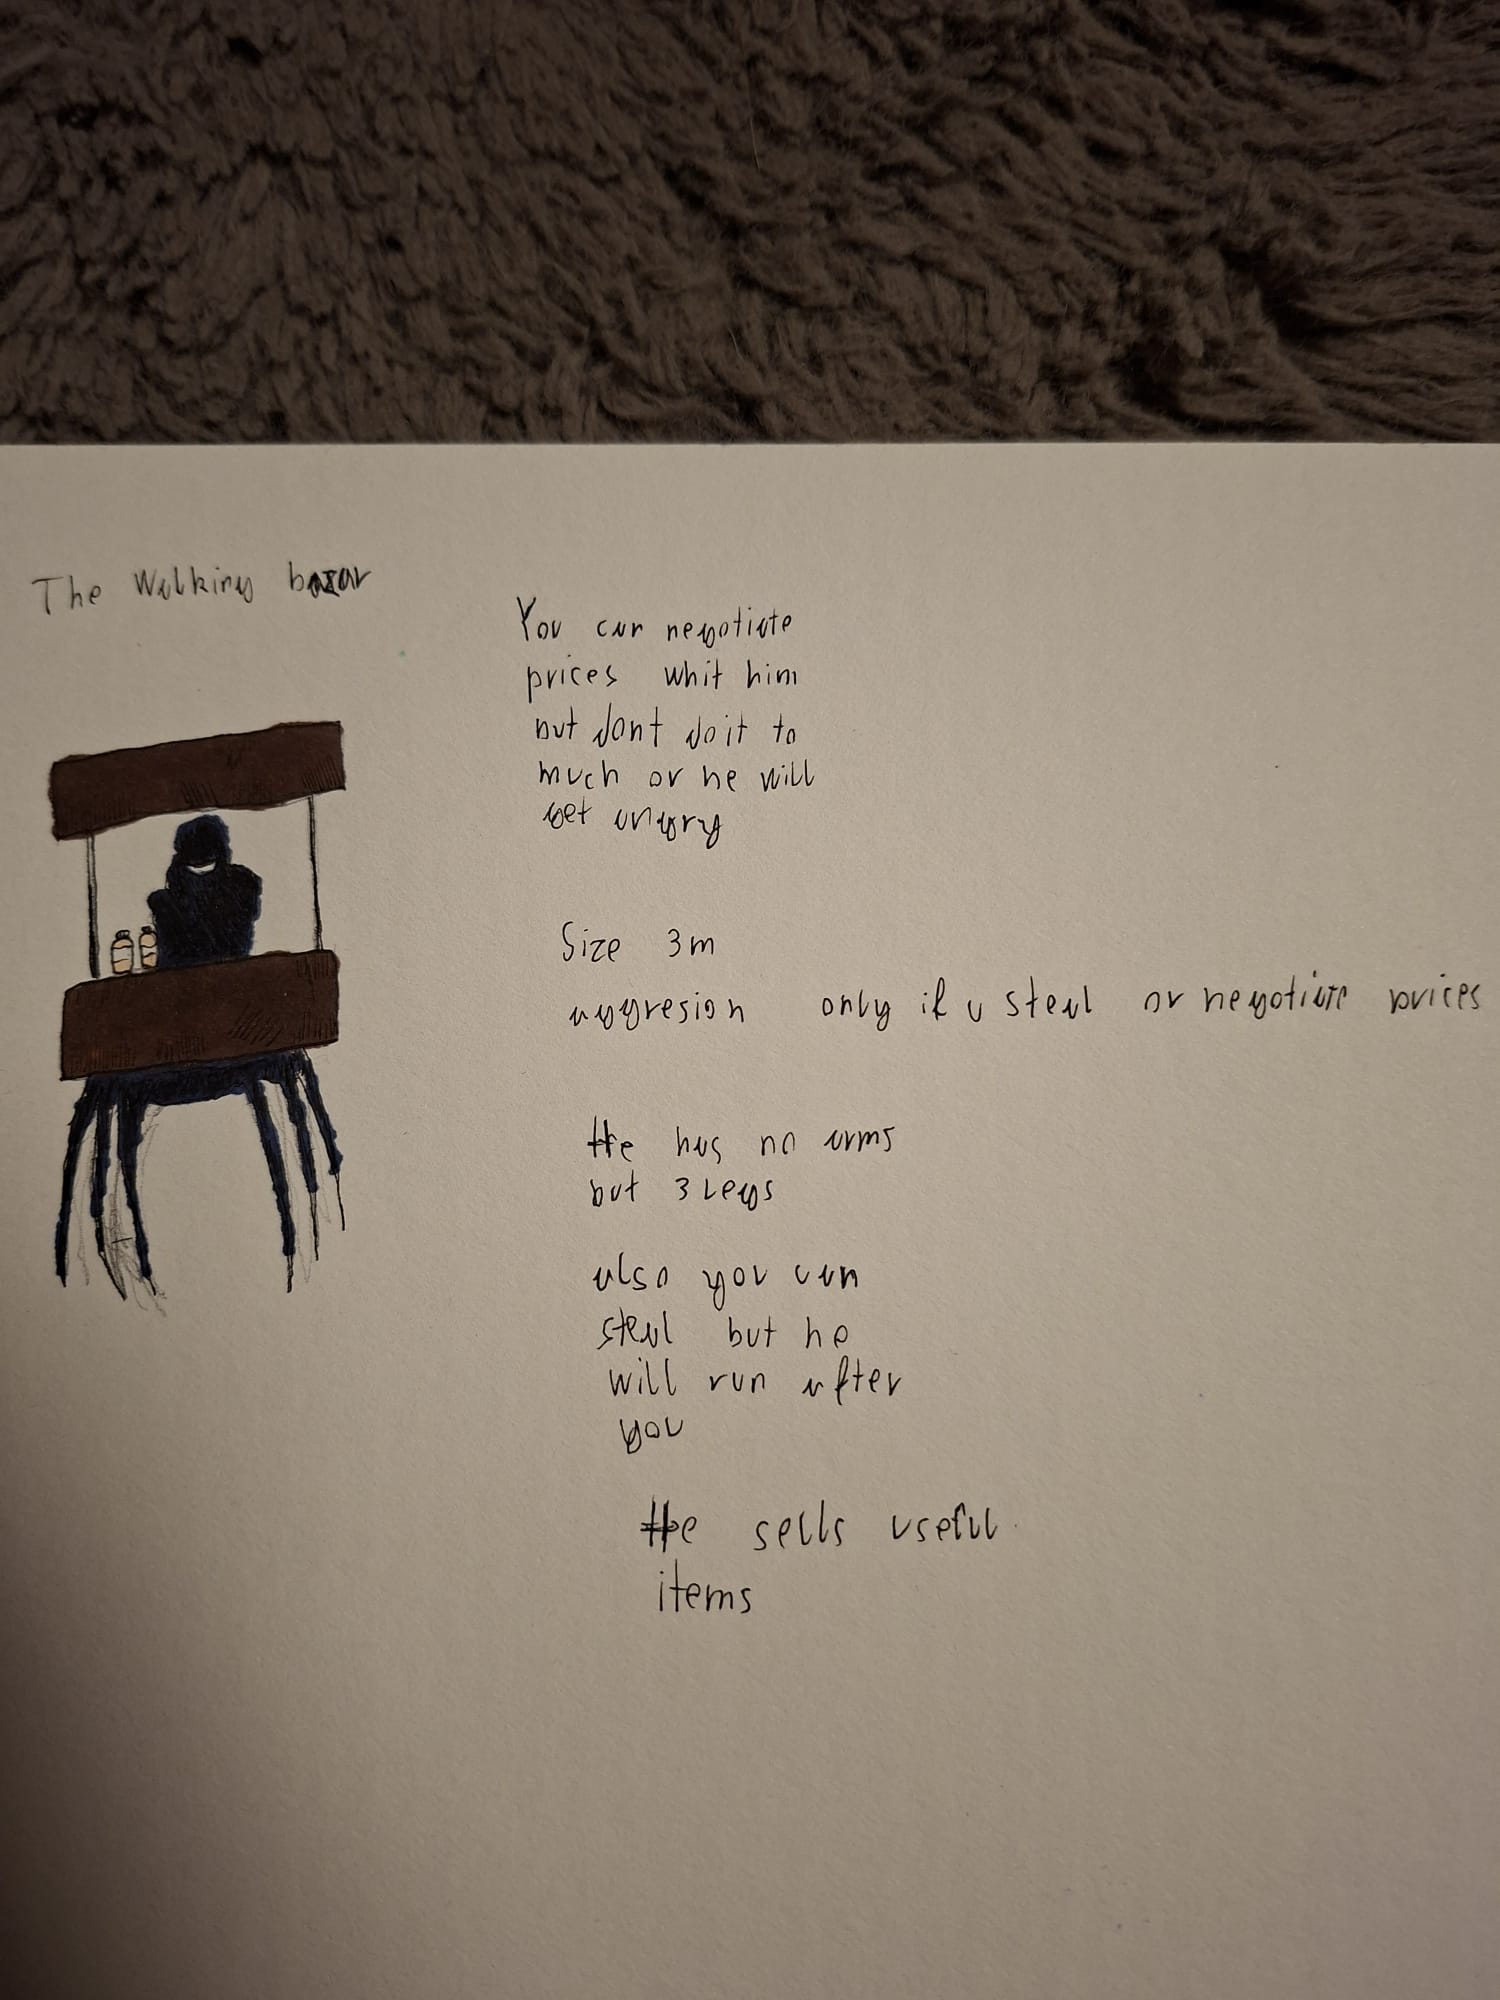 The Walking bazar
You can negotiate
prices whit him
but dont do it to
much or he will
get angry
Size 3m
aggresion only if u steal or negotiate prices
He has no arms
but 3 Legs
also you can
steal but he
will run after
you
He sells useful
items